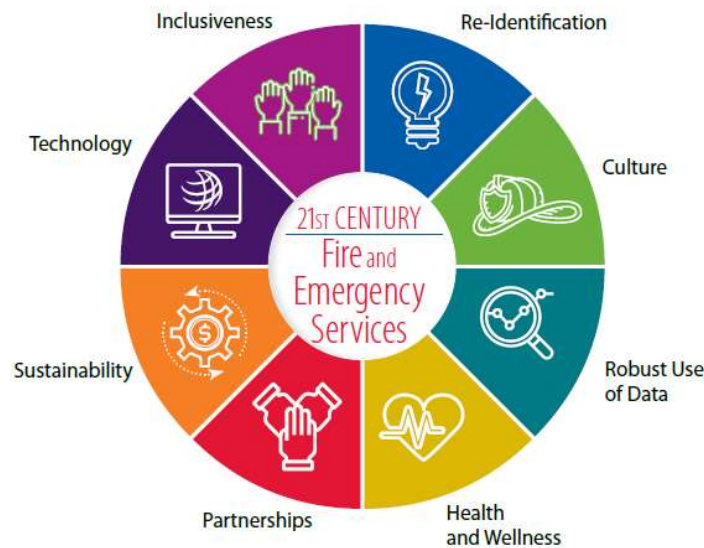 Inclusiveness
Re-Identification
Technology
Culture
21ST CENTURY
Fire and
Emergency
Services
$
Sustainability
Robust Use
of Data
Partnerships
Health
and Wellness